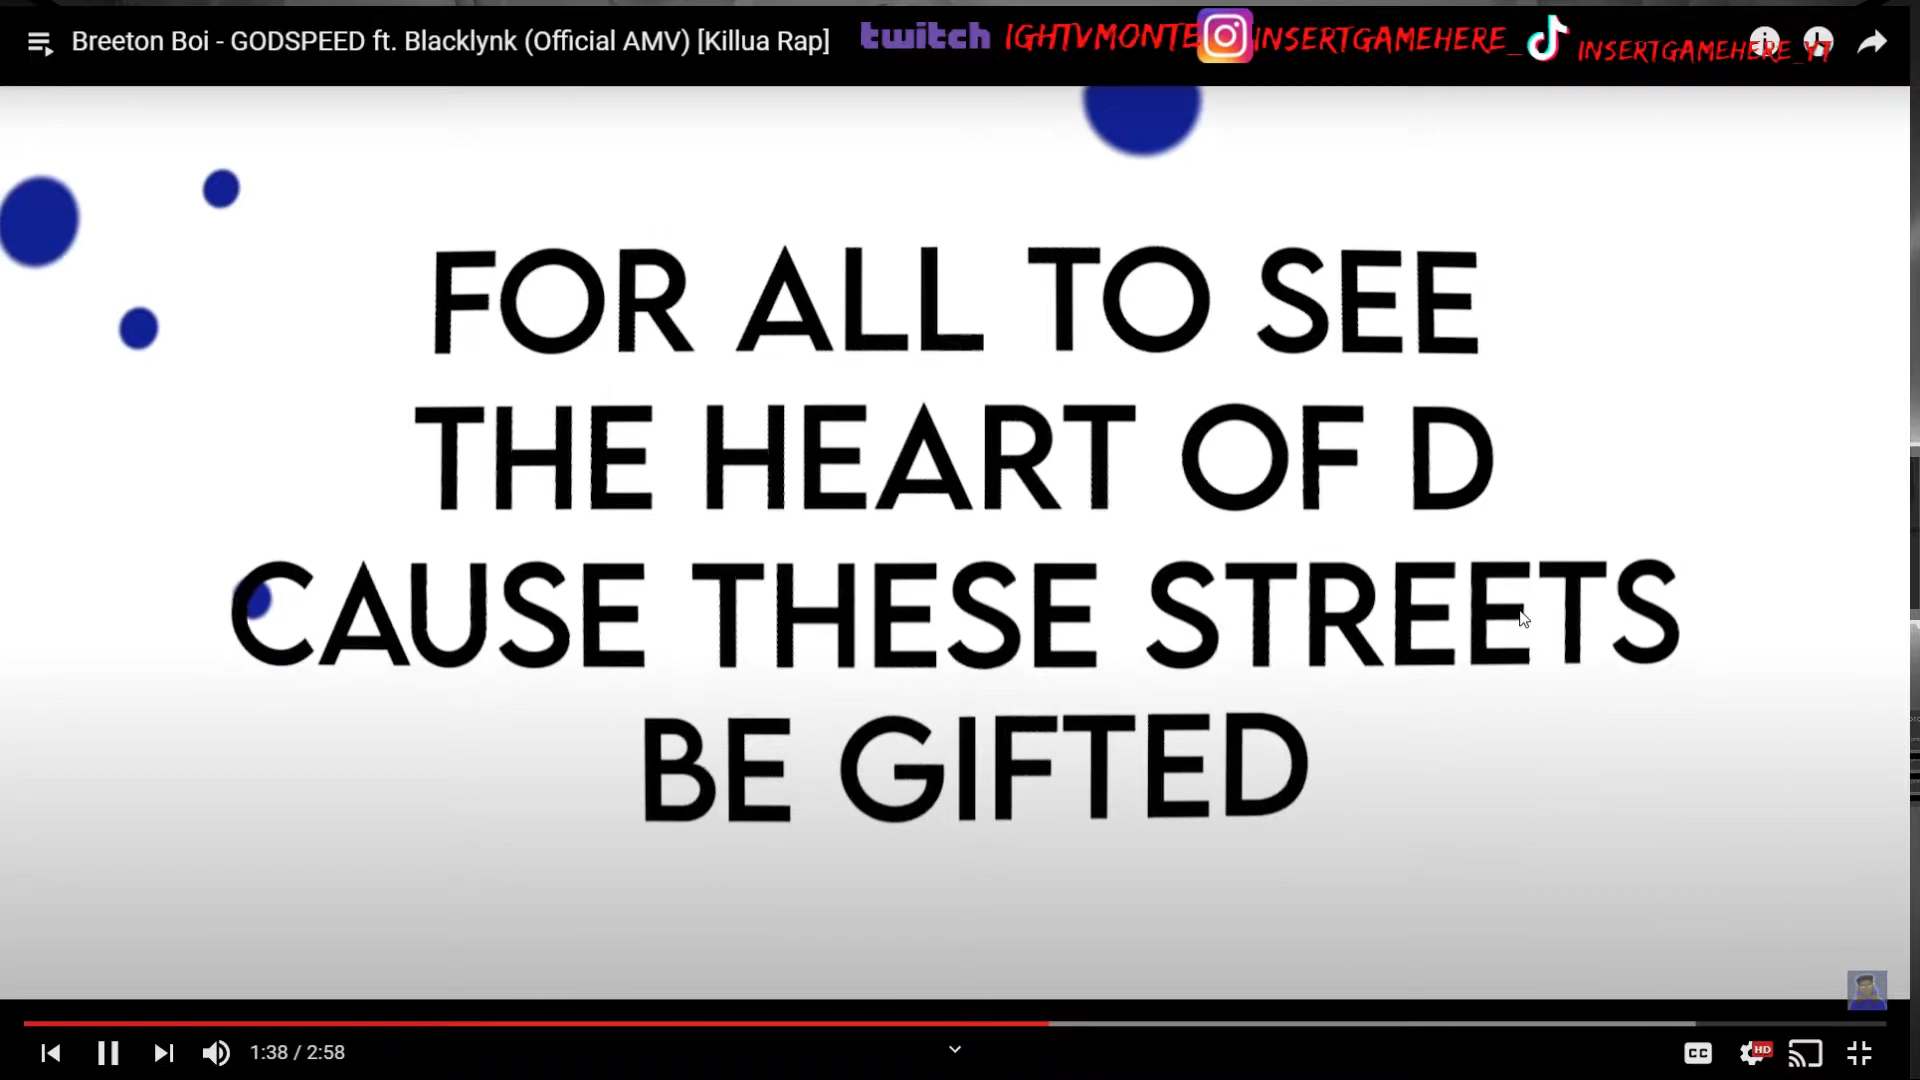 Breeton Boi - GODSPEED ft. Blacklynk (Official AMV) [Killua Rap]
twitch IGHTVMONTE INSERTGAMEHERE_ INSERTGAMEHERE_YT
FOR ALL TO SEE
THE HEART OF D
CAUSE THESE STREETS
BE GIFTED
1:38 / 2:58
CC HD